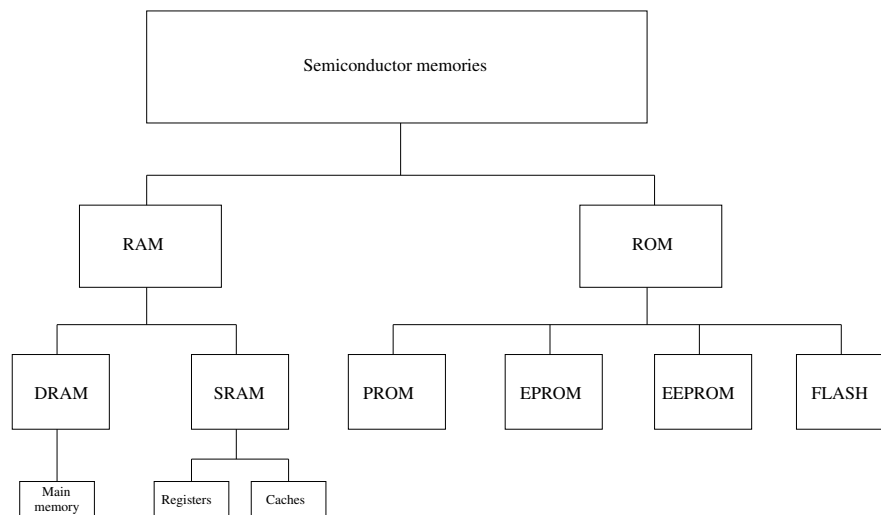 Semiconductor memories
RAM
ROM
DRAM
SRAM
PROM
EPROM
EEPROM
FLASH
Main
memory
Registers
Caches